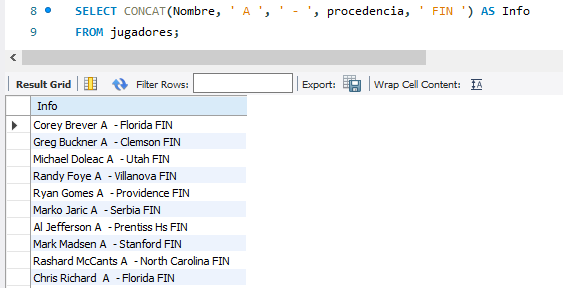 8 SELECT CONCAT(Nombre, ' A ', ' - ', procedencia, ' FIN ') AS Info
9 FROM jugadores;
Result Grid Filter Rows: Export: Wrap Cell Content: IA
Info
Corey Brever A - Florida FIN
Greg Buckner A - Clemson FIN
Michael Doleac A - Utah FIN
Randy Foye A - Villanova FIN
Ryan Gomes A - Providence FIN
Marko Jaric A - Serbia FIN
Al Jefferson A - Prentiss Hs FIN
Mark Madsen A - Stanford FIN
Rashard McCants A - North Carolina FIN
Chris Richard A - Florida FIN